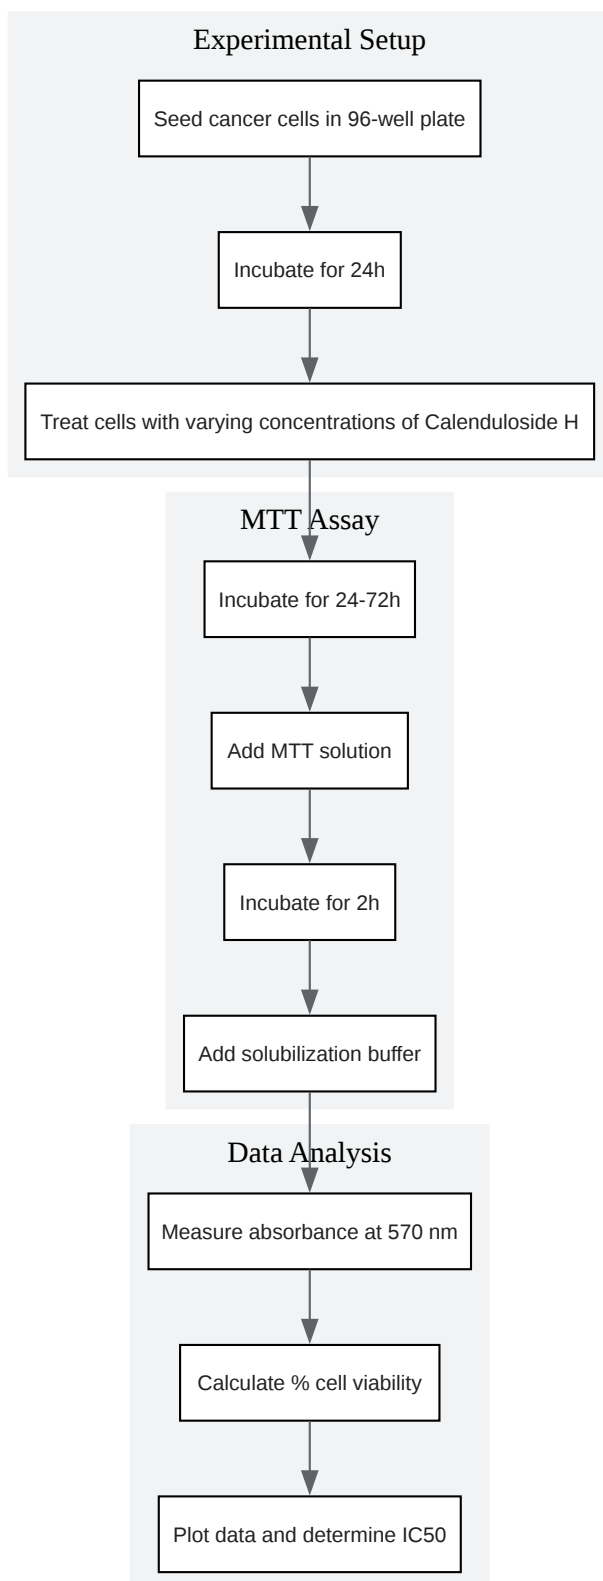 Experimental Setup
Seed cancer cells in 96-well plate
Incubate for 24h
Treat cells with varying concentrations of Calenduloside H
MTT Assay
Incubate for 24-72h
Add MTT solution
Incubate for 2h
Add solubilization buffer
Data Analysis
Measure absorbance at 570 nm
Calculate % cell viability
Plot data and determine IC50